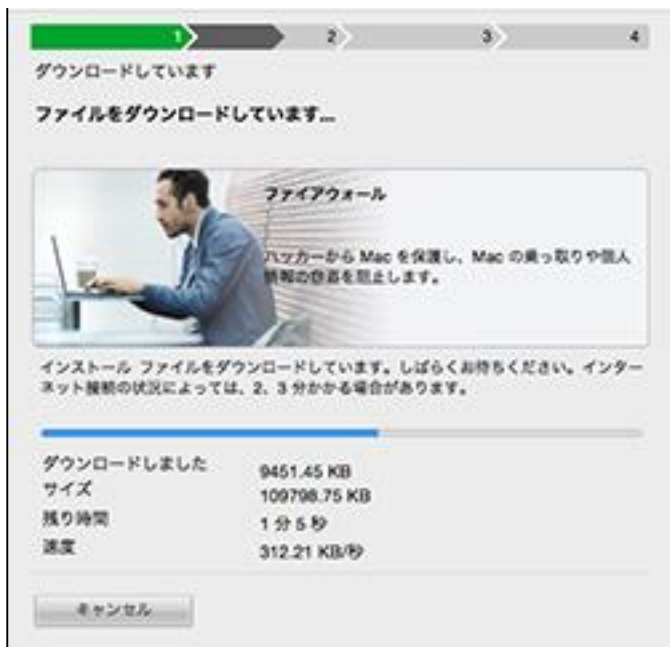 1 2 3 4
ダウンロードしています
ファイルをダウンロードしています...
ファイアウォール
ハッカーから Mac を保護し、Mac の乗っ取りや個人
情報の窃盗を阻止します。
インストール ファイルをダウンロードしています。しばらくお待ちください。インター
ネット接続の状況によっては、2、3 分かかる場合があります。
ダウンロードしました 9451.45 KB
サイズ 109798.75 KB
残り時間 1 分 5 秒
速度 312.21 KB/秒
キャンセル